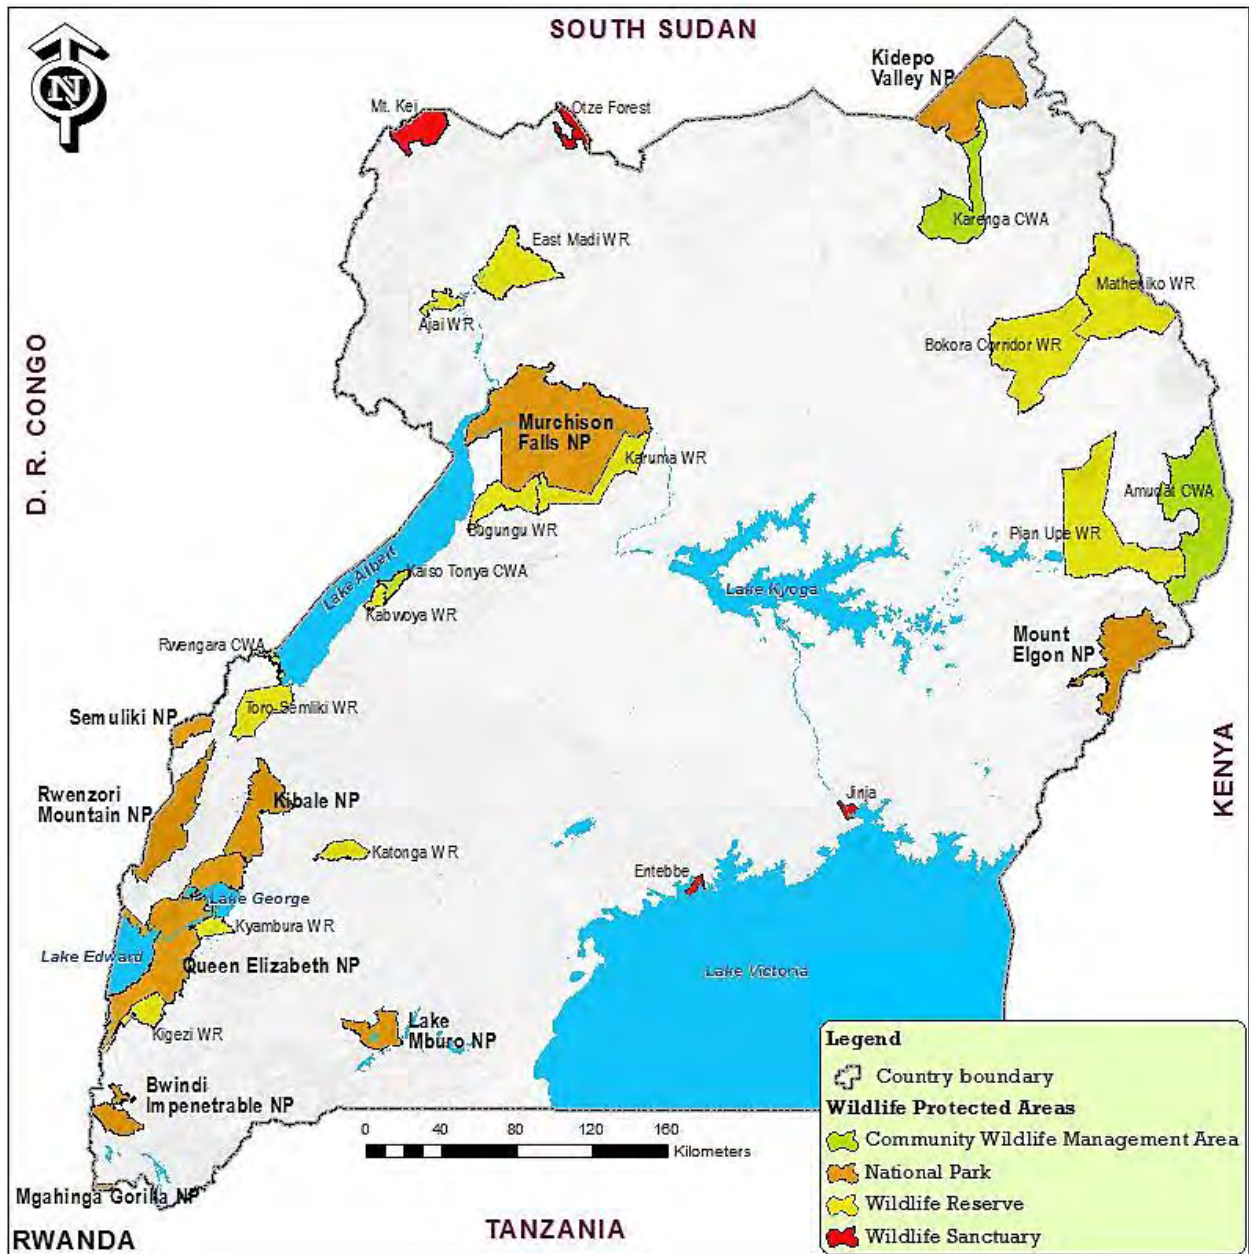 SOUTH SUDAN
N
Kidepo
Valley NP
Mt. Kei
Otze Forest
Karenga CWA
East Madi WR
Matheniko WR
Ajai WR
Bokora Corridor WR
D. R. CONGO
Murchison
Falls NP
Karuma WR
Amudat CWA
Bugungu WR
Pian Upe WR
Lake Albert
Kaiso Tonya CWA
Lake Kyoga
Kabwoya WR
Rwengara CWA
Mount
Elgon NP
Toro-Semliki WR
Semuliki NP
KENYA
Rwenzori
Mountain NP
Kibale NP
Jinja
Katonga WR
Entebbe
Lake George
Kyambura WR
Lake Edward
Queen Elizabeth NP
Lake Victoria
Kigezi WR
Lake
Mburo NP
Bwindi
Impenetrable NP
0 40 80 120 160
Kilometers
Mgahinga Gorilla NP
RWANDA
TANZANIA
Legend
Country boundary
Wildlife Protected Areas
Community Wildlife Management Area
National Park
Wildlife Reserve
Wildlife Sanctuary